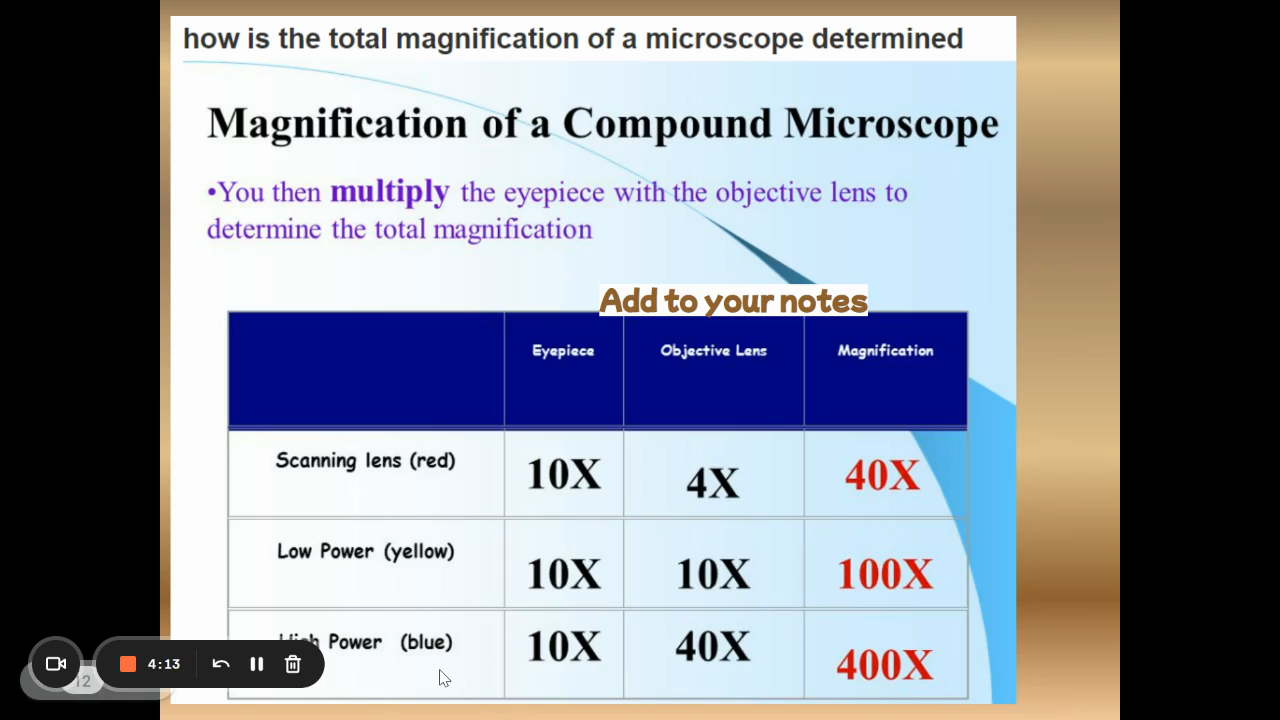 how is the total magnification of a microscope determined
Magnification of a Compound Microscope
•You then multiply the eyepiece with the objective lens to
determine the total magnification
Add to your notes
Eyepiece Objective Lens Magnification
Scanning lens (red) 10X 4X 40X
Low Power (yellow) 10X 10X 100X
Power (blue) 10X 40X 400X
4:13
12